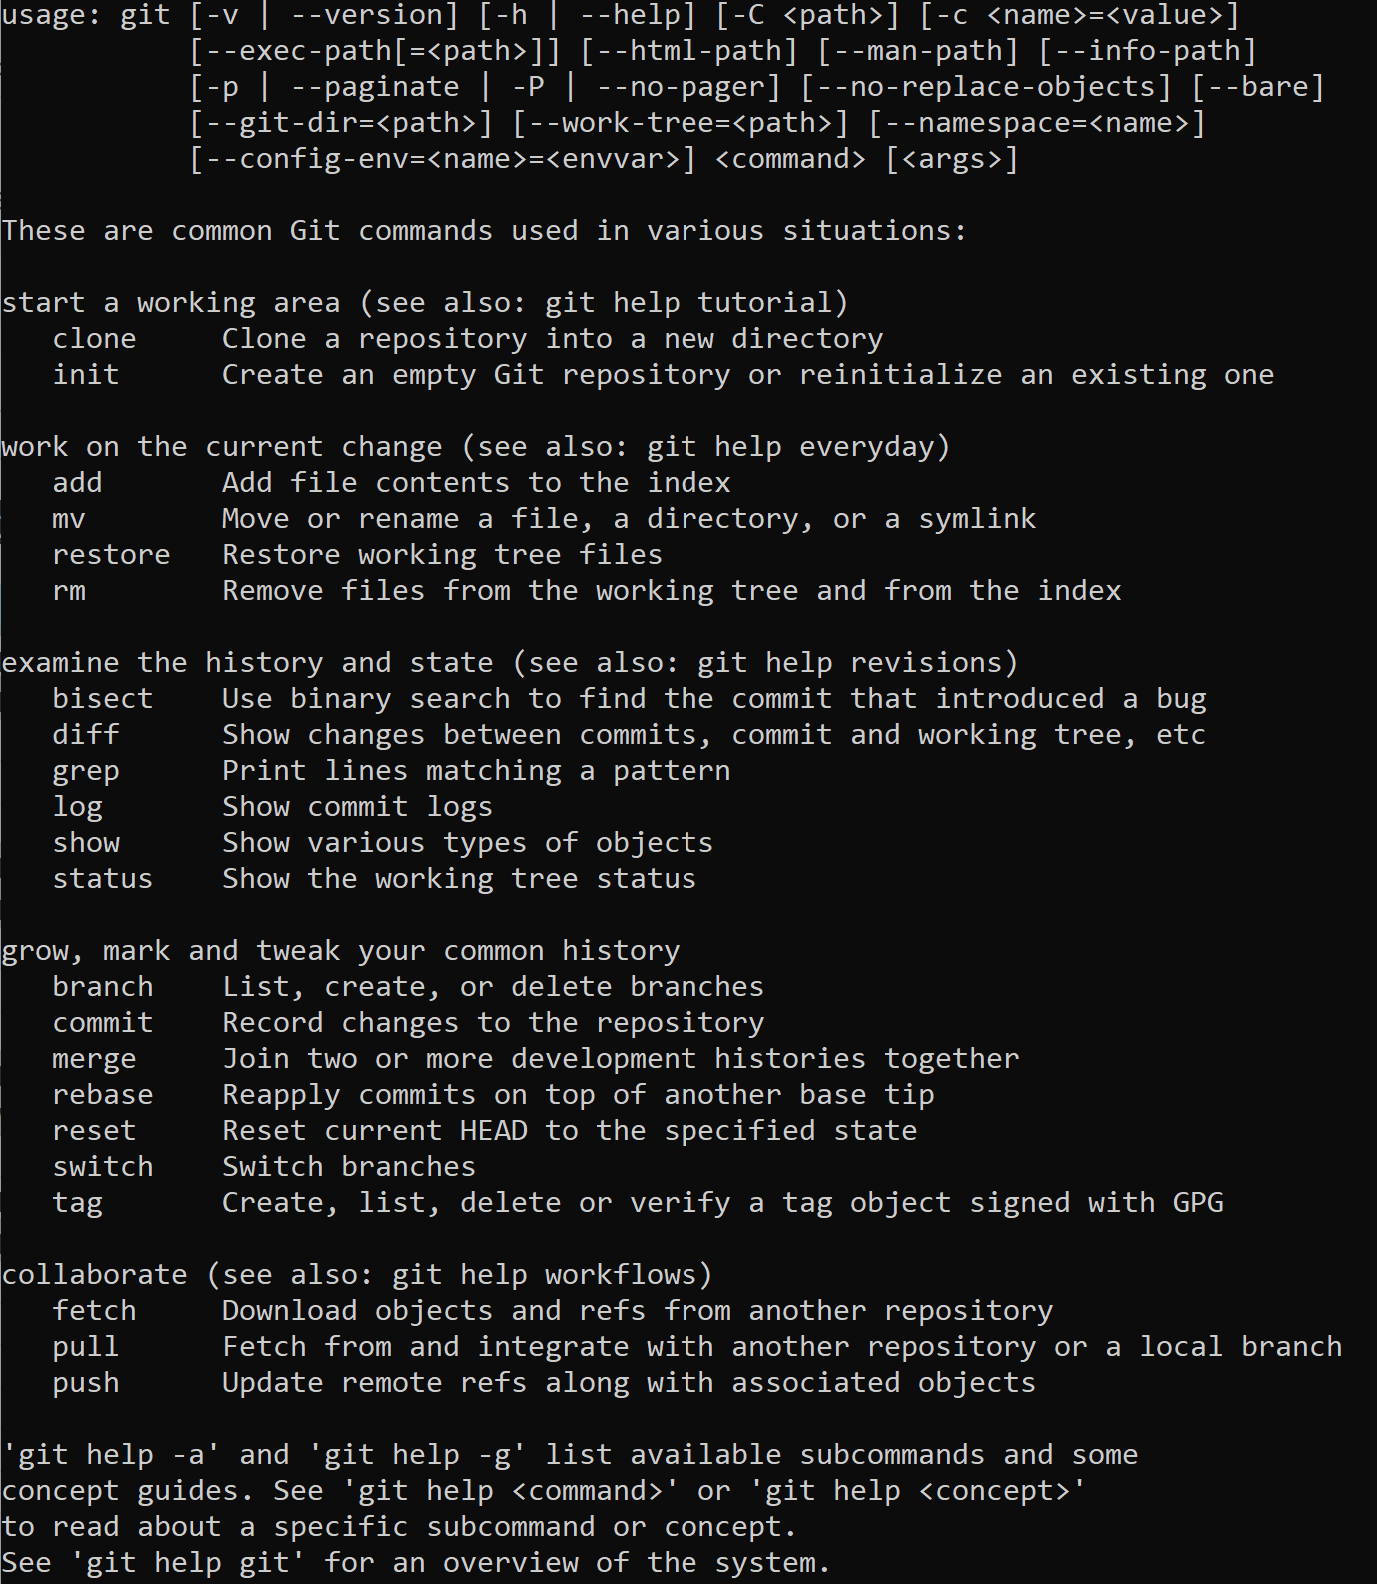 usage: git [-v | --version] [-h | --help] [-C <path>] [-c <name>=<value>]
           [--exec-path[=<path>]] [--html-path] [--man-path] [--info-path]
           [-p | --paginate | -P | --no-pager] [--no-replace-objects] [--bare]
           [--git-dir=<path>] [--work-tree=<path>] [--namespace=<name>]
           [--config-env=<name>=<envvar>] <command> [<args>]

These are common Git commands used in various situations:

start a working area (see also: git help tutorial)
   clone     Clone a repository into a new directory
   init      Create an empty Git repository or reinitialize an existing one

work on the current change (see also: git help everyday)
   add       Add file contents to the index
   mv        Move or rename a file, a directory, or a symlink
   restore   Restore working tree files
   rm        Remove files from the working tree and from the index

examine the history and state (see also: git help revisions)
   bisect    Use binary search to find the commit that introduced a bug
   diff      Show changes between commits, commit and working tree, etc
   grep      Print lines matching a pattern
   log       Show commit logs
   show      Show various types of objects
   status    Show the working tree status

grow, mark and tweak your common history
   branch    List, create, or delete branches
   commit    Record changes to the repository
   merge     Join two or more development histories together
   rebase    Reapply commits on top of another base tip
   reset     Reset current HEAD to the specified state
   switch    Switch branches
   tag       Create, list, delete or verify a tag object signed with GPG

collaborate (see also: git help workflows)
   fetch     Download objects and refs from another repository
   pull      Fetch from and integrate with another repository or a local branch
   push      Update remote refs along with associated objects

'git help -a' and 'git help -g' list available subcommands and some
concept guides. See 'git help <command>' or 'git help <concept>'
to read about a specific subcommand or concept.
See 'git help git' for an overview of the system.